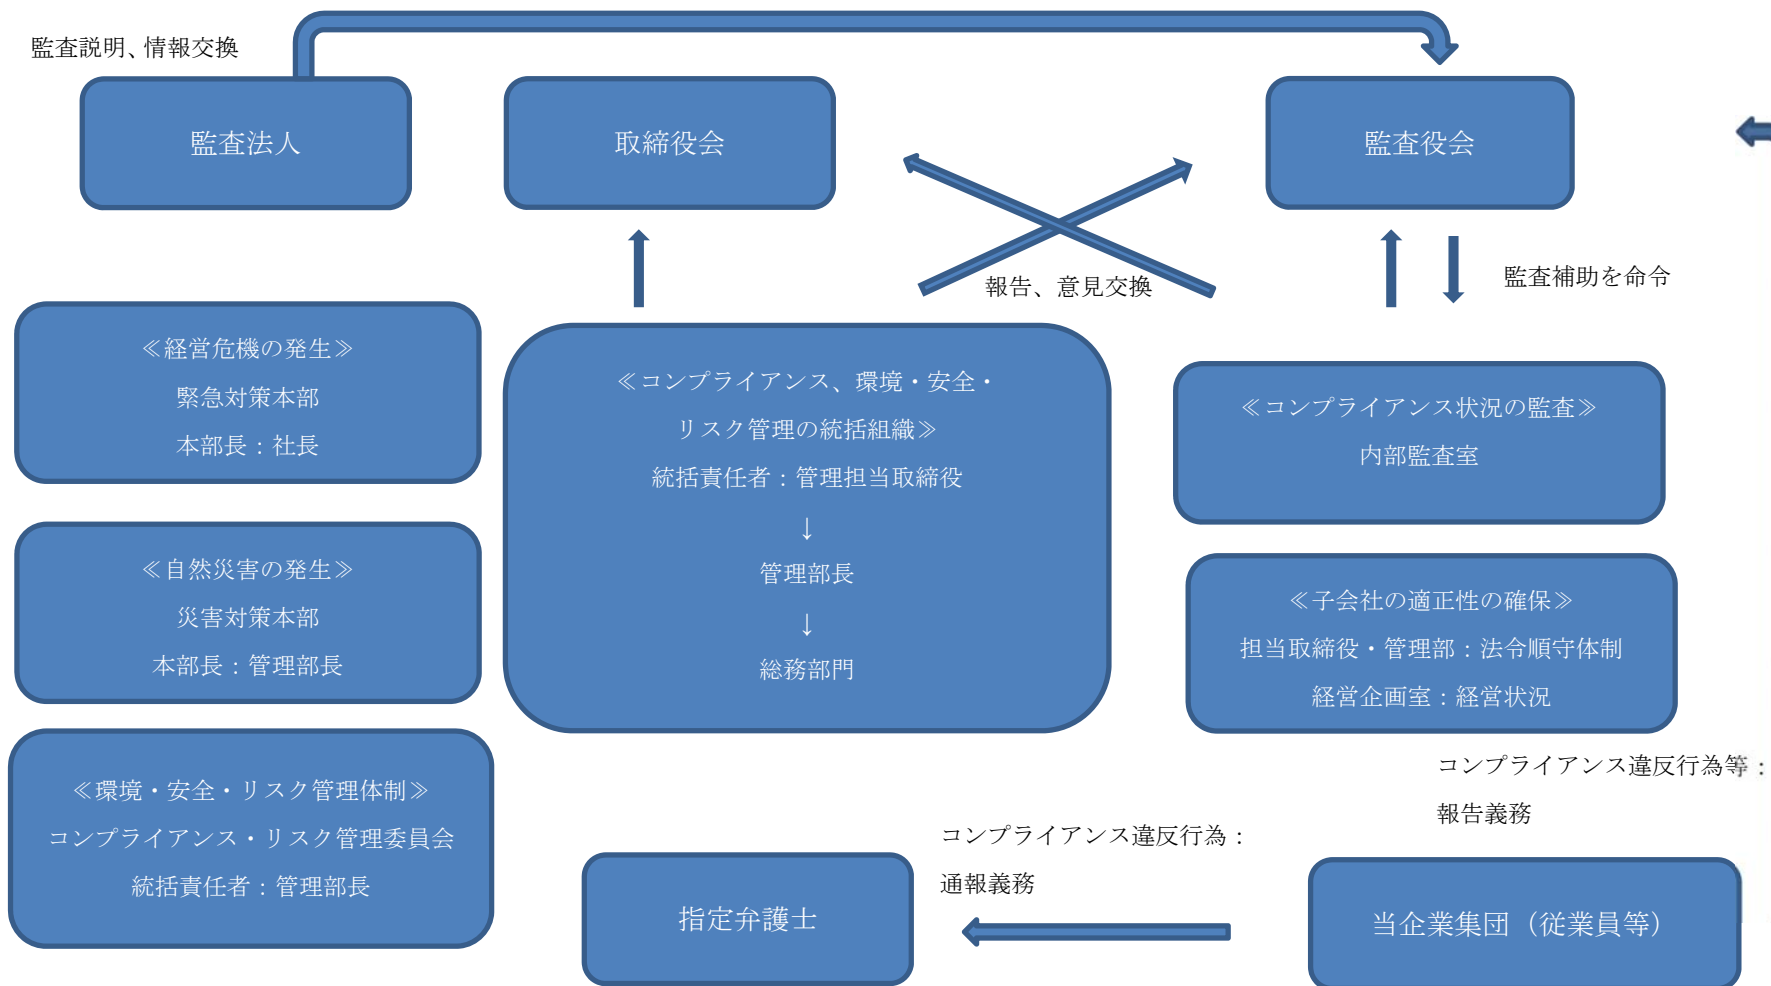 監査説明、情報交換
監査法人
取締役会
監査役会
報告、意見交換
監査補助を命令
≪経営危機の発生≫
緊急対策本部
本部長：社長
≪コンプライアンス、環境・安全・
リスク管理の統括組織≫
統括責任者：管理担当取締役
↓
管理部長
↓
総務部門
≪コンプライアンス状況の監査≫
内部監査室
≪自然災害の発生≫
災害対策本部
本部長：管理部長
≪子会社の適正性の確保≫
担当取締役・管理部：法令順守体制
経営企画室：経営状況
≪環境・安全・リスク管理体制≫
コンプライアンス・リスク管理委員会
統括責任者：管理部長
コンプライアンス違反行為等：
報告義務
コンプライアンス違反行為：
通報義務
指定弁護士
当企業集団（従業員等）